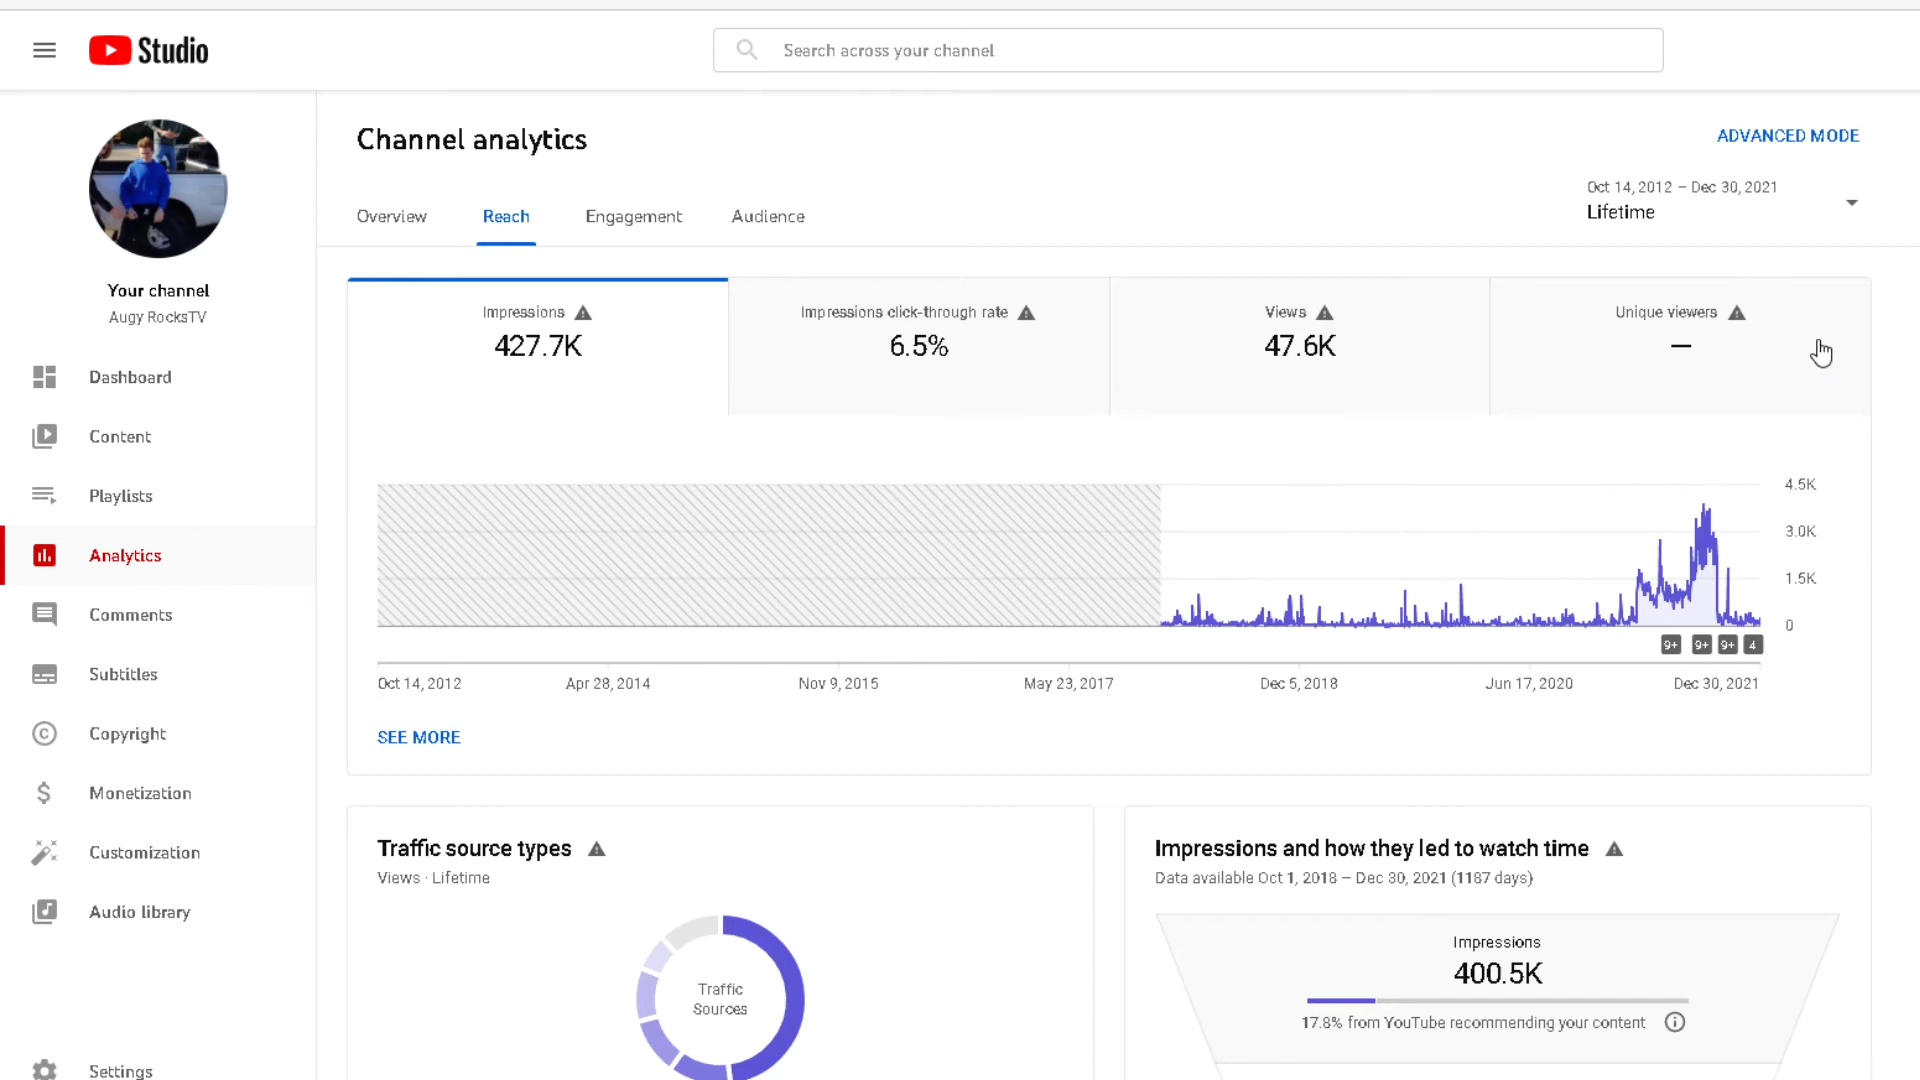 Studio
Search across your channel
Channel analytics
ADVANCED MODE
Oct 14, 2012 – Dec 30, 2021
Lifetime
Overview
Reach
Engagement
Audience
Your channel
Augy RocksTV
Dashboard
Content
Playlists
Analytics
Comments
Subtitles
Copyright
Monetization
Customization
Audio library
Settings
Impressions
427.7K
Impressions click-through rate
6.5%
Views
47.6K
Unique viewers
—
4.5K
3.0K
1.5K
0
9+ 9+ 9+ 4
Oct 14, 2012 Apr 28, 2014 Nov 9, 2015 May 23, 2017 Dec 5, 2018 Jun 17, 2020 Dec 30, 2021
SEE MORE
Traffic source types
Views · Lifetime
Traffic
Sources
Impressions and how they led to watch time
Data available Oct 1, 2018 – Dec 30, 2021 (1187 days)
Impressions
400.5K
17.8% from YouTube recommending your content